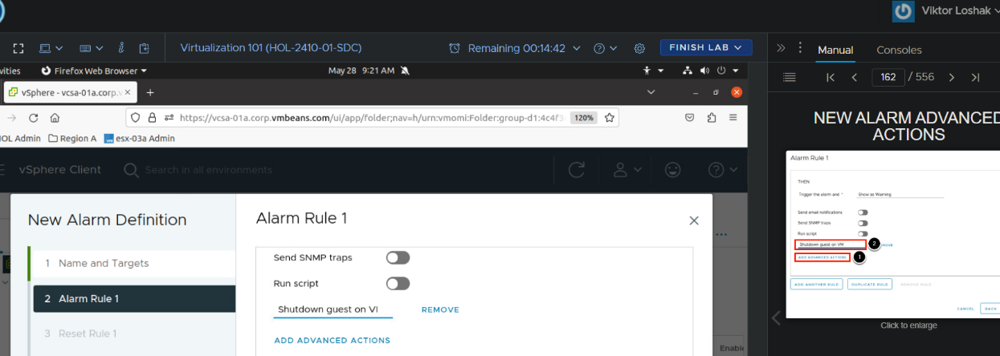 Viktor Loshak
Virtualization 101 (HOL-2410-01-SDC)
Remaining 00:14:42
FINISH LAB
Manual
Consoles
vities
Firefox Web Browser
May 28 9:21 AM
162 / 556
vSphere - vcsa-01a.corp.v
https://vcsa-01a.corp.vmbeans.com/ui/app/folder;nav=h/urn:vmomi:Folder:group-d1:4c4f3
120%
OL Admin
Region A
esx-03a Admin
vSphere Client
Search in all environments
New Alarm Definition
1 Name and Targets
2 Alarm Rule 1
3 Reset Rule 1
Alarm Rule 1
Send SNMP traps
Run script
Shutdown guest on VI
REMOVE
ADD ADVANCED ACTIONS
Enable
NEW ALARM ADVANCED
ACTIONS
Alarm Rule 1
THEN
Trigger the alarm and *
Show as Warning
Send email notifications
Send SNMP traps
Run script
Shutdown guest on VM
2
MOVE
ADD ADVANCED ACTIONS
1
ADD ANOTHER RULE
DUPLICATE RULE
REMOVE RULE
CANCEL
BACK
Click to enlarge